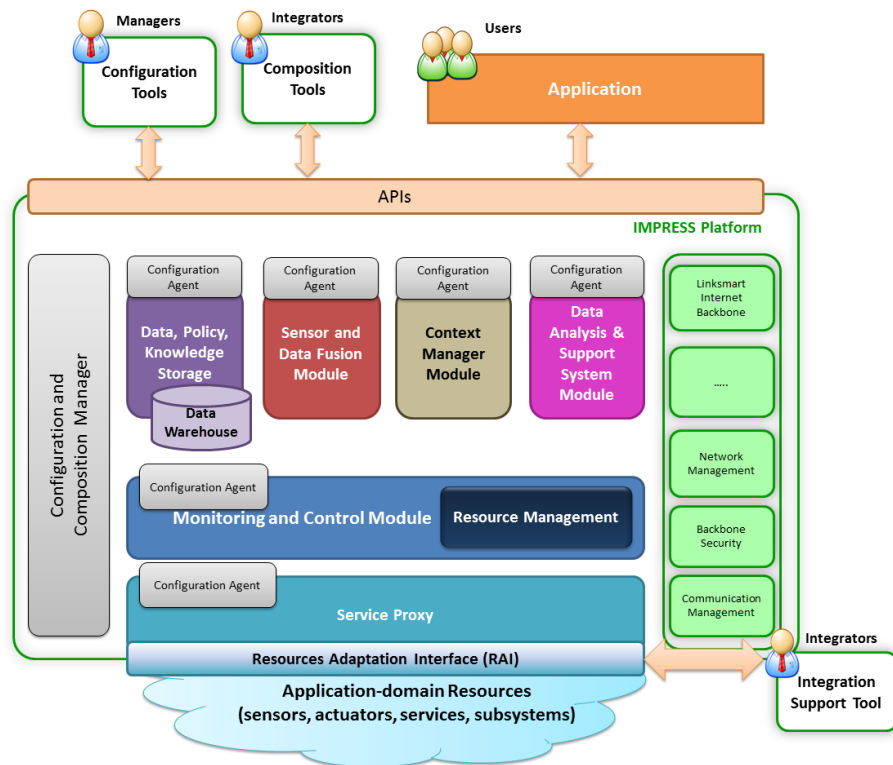 Managers
Integrators
Users
Configuration
Tools
Composition
Tools
Application
APIs
IMPRESS Platform
Configuration and
Composition Manager
Configuration
Agent
Data, Policy,
Knowledge
Storage
Data
Warehouse
Configuration
Agent
Sensor and
Data Fusion
Module
Configuration
Agent
Context
Manager
Module
Configuration
Agent
Data
Analysis &
Support
System
Module
Linksmart
Internet
Backbone
.....
Network
Management
Backbone
Security
Communication
Management
Configuration Agent
Monitoring and Control Module
Resource Management
Configuration Agent
Service Proxy
Resources Adaptation Interface (RAI)
Application-domain Resources
(sensors, actuators, services, subsystems)
Integrators
Integration
Support Tool